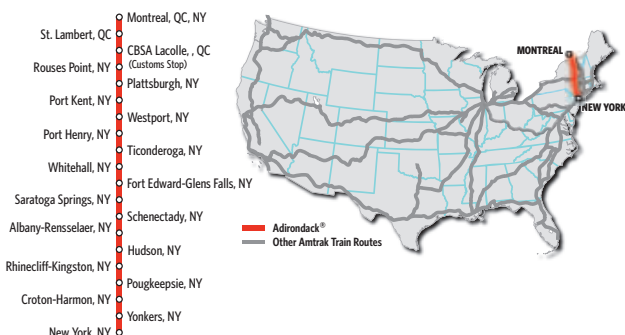 Montreal, QC, NY
St. Lambert, QC
CBSA Lacolle, , QC
(Customs Stop)
Rouses Point, NY
Plattsburgh, NY
Port Kent, NY
Westport, NY
Port Henry, NY
Ticonderoga, NY
Whitehall, NY
Fort Edward-Glens Falls, NY
Saratoga Springs, NY
Schenectady, NY
Albany-Rensselaer, NY
Hudson, NY
Rhinecliff-Kingston, NY
Pougkeepsie, NY
Croton-Harmon, NY
Yonkers, NY
New York, NY
MONTREAL
NEW YORK
Adirondack®
Other Amtrak Train Routes